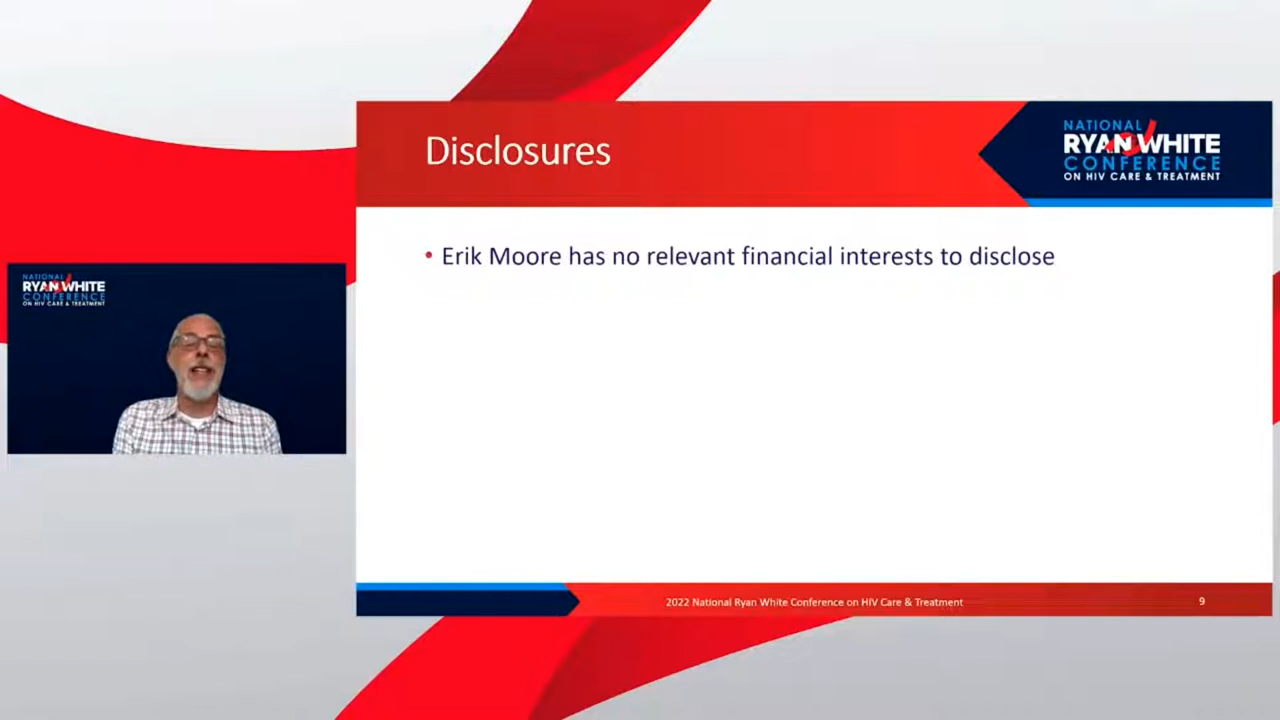 Disclosures
NATIONAL
RYAN WHITE
CONFERENCE
ON HIV CARE & TREATMENT
• Erik Moore has no relevant financial interests to disclose
NATIONAL
RYAN WHITE
CONFERENCE
ON HIV CARE & TREATMENT
2022 National Ryan White Conference on HIV Care & Treatment
9